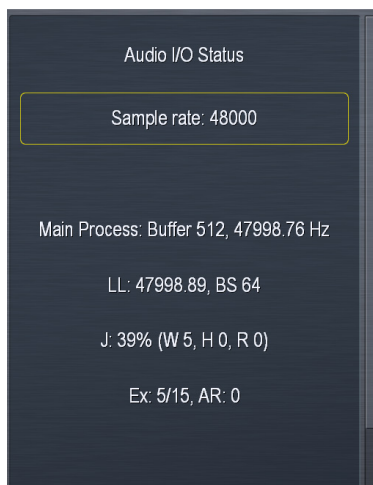 Audio I/O Status
Sample rate: 48000
Main Process: Buffer 512, 47998.76 Hz
LL: 47998.89, BS 64
J: 39% (W 5, H 0, R 0)
Ex: 5/15, AR: 0